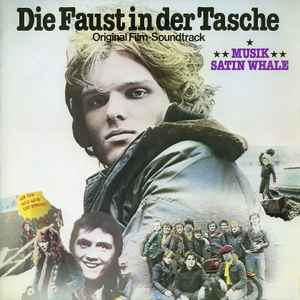 Die Faust in der Tasche
Original Film-Soundtrack
★
★★ MUSIK ★★
SATIN WHALE